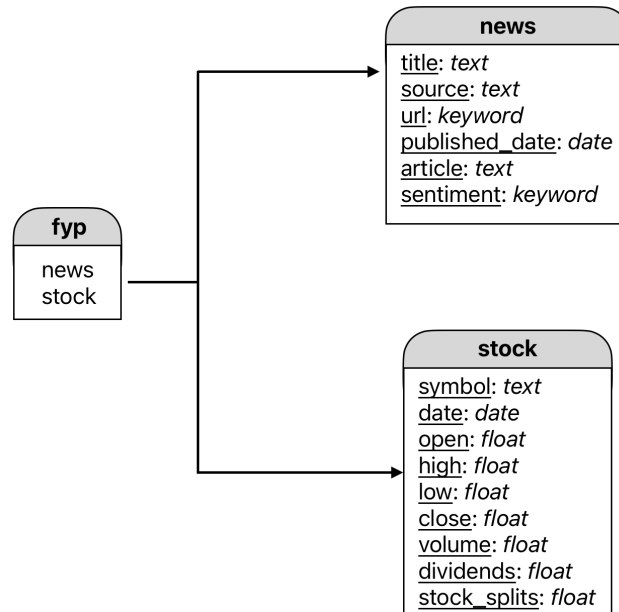 news
title: text
source: text
url: keyword
published_date: date
article: text
sentiment: keyword
fyp
news
stock
stock
symbol: text
date: date
open: float
high: float
low: float
close: float
volume: float
dividends: float
stock_splits: float